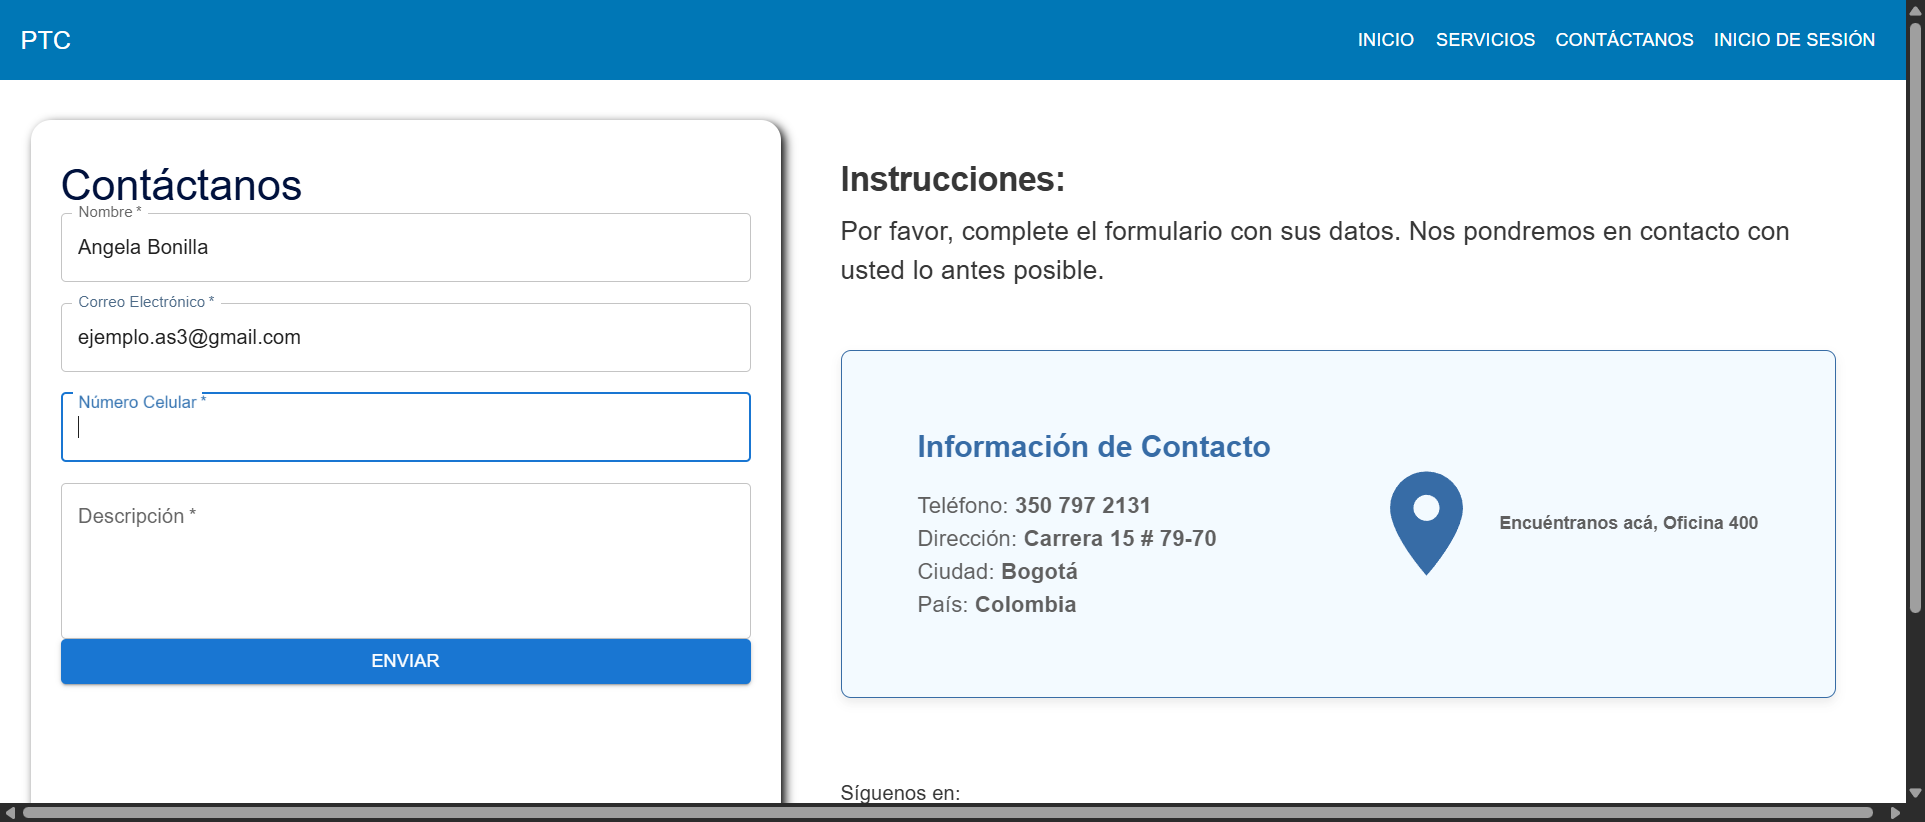 PTC
INICIO SERVICIOS CONTÁCTANOS INICIO DE SESIÓN
Contáctanos
Nombre *
Angela Bonilla
Correo Electrónico *
ejemplo.as3@gmail.com
Número Celular *
Descripción *
ENVIAR
Instrucciones:
Por favor, complete el formulario con sus datos. Nos pondremos en contacto con
usted lo antes posible.
Información de Contacto
Teléfono: 350 797 2131
Dirección: Carrera 15 # 79-70
Ciudad: Bogotá
País: Colombia
Encuéntranos acá, Oficina 400
Síguenos en: